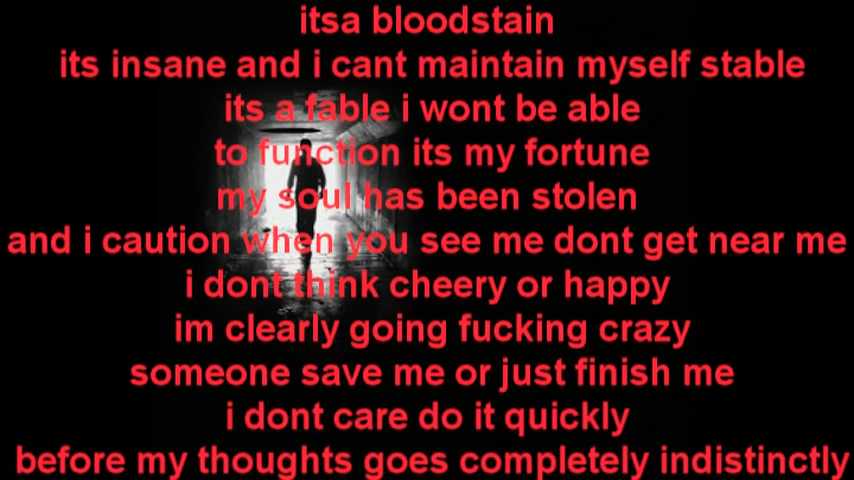 itsa bloodstain
its insane and i cant maintain myself stable
its a fable i wont be able
to function its my fortune
my soul has been stolen
and i caution when you see me dont get near me
i dont think cheery or happy
im clearly going fucking crazy
someone save me or just finish me
i dont care do it quickly
before my thoughts goes completely indistinctly